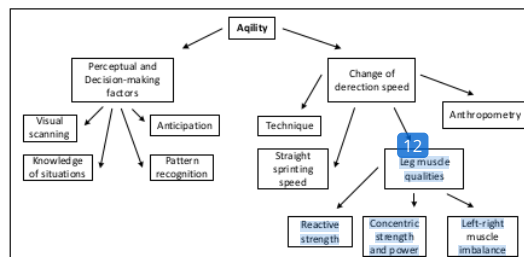 Aqility
Perceptual and
Decision-making
factors
Change of
derection speed
Visual
scanning
Anticipation
Technique
Anthropometry
Knowledge
of situations
Pattern
recognition
Straight
sprinting
speed
12
Leg muscle
qualities
Reactive
strength
Concentric
strength
and power
Left-right
muscle
imbalance